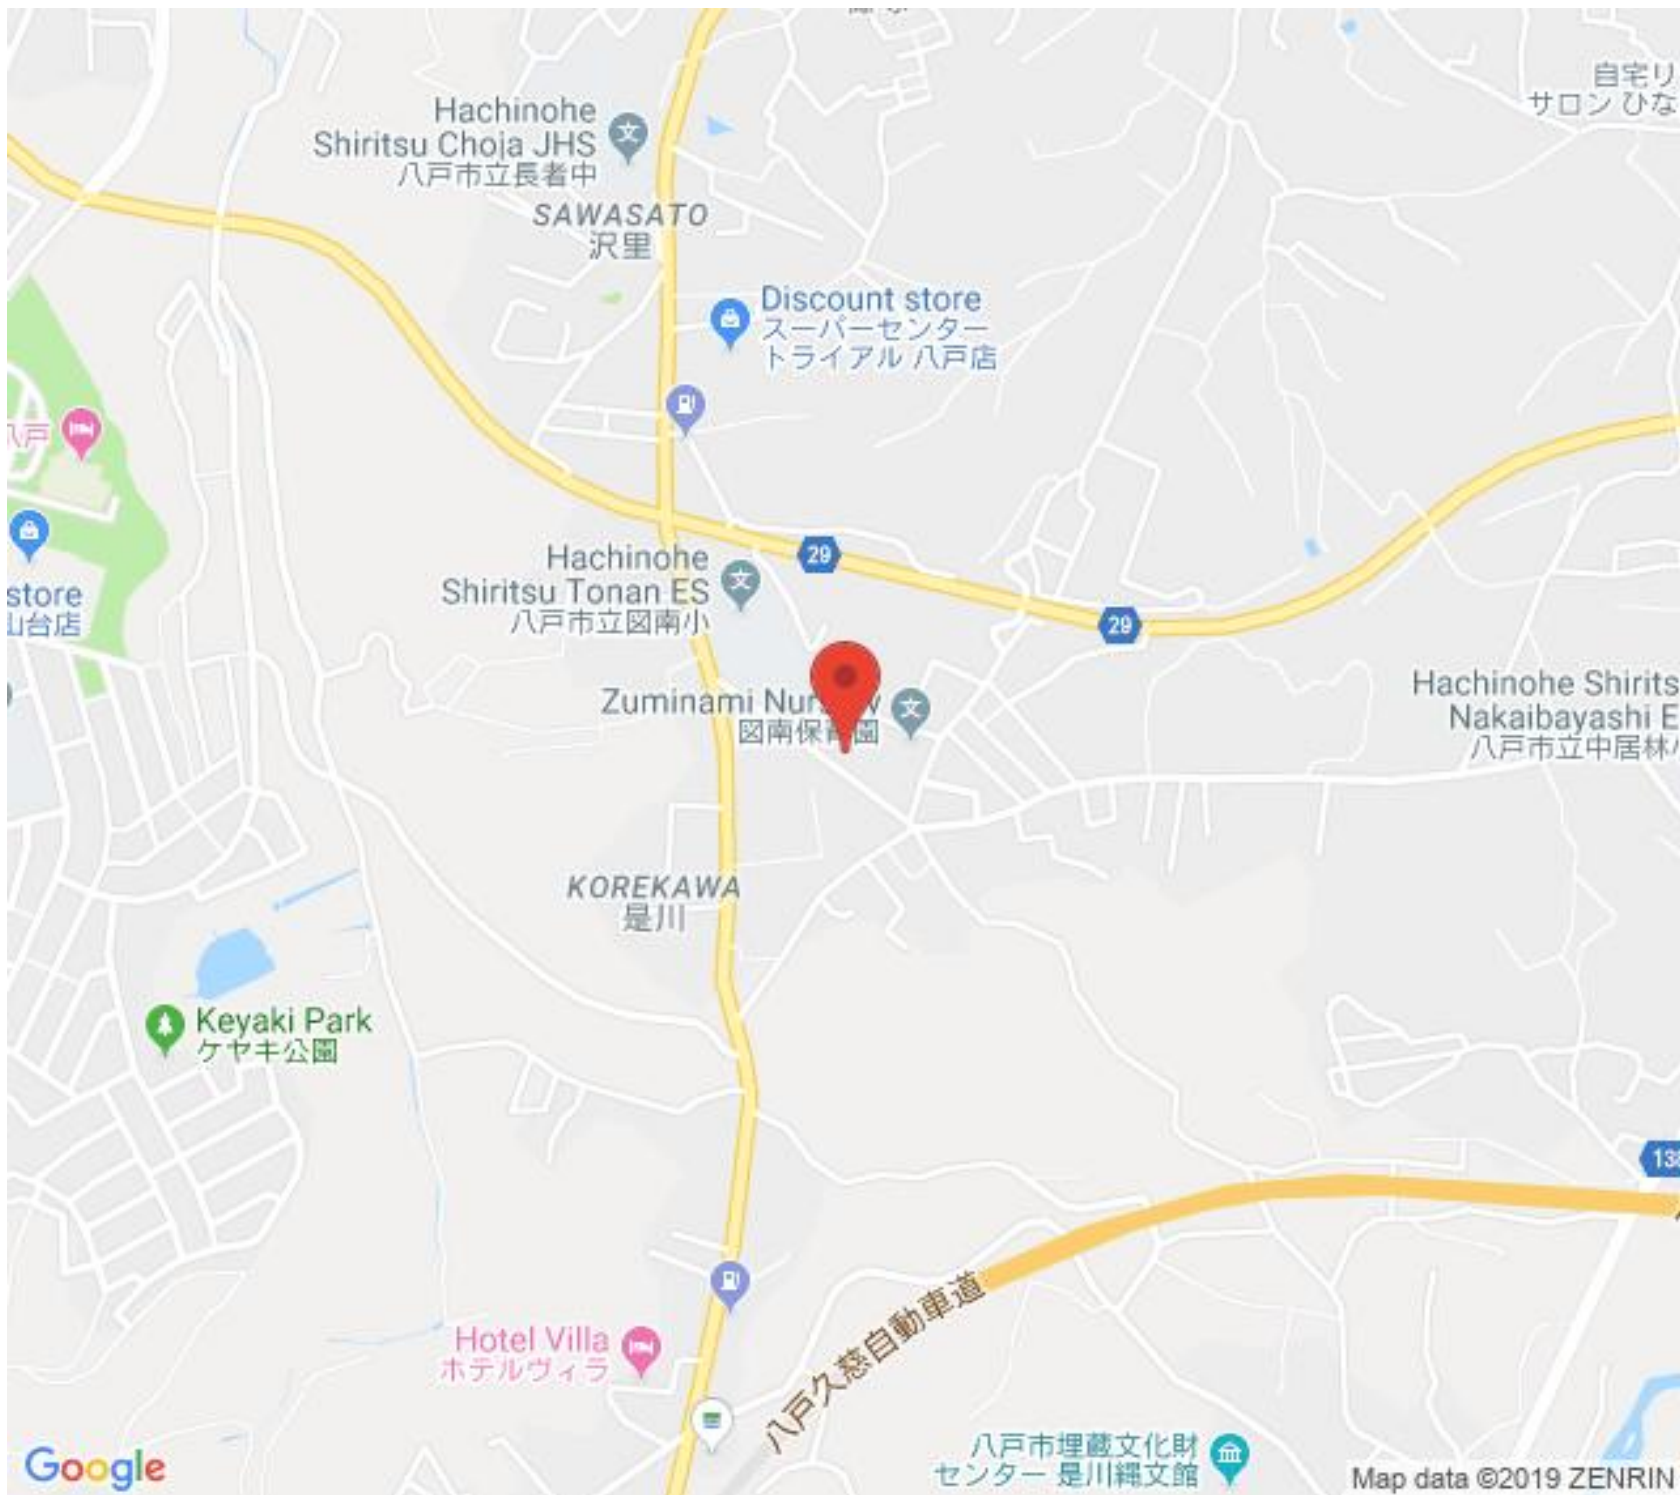 自宅リ
サロン ひな
Hachinohe
Shiritsu Choja JHS
八戸市立長者中
SAWASATO
沢里
Discount store
スーパーセンター
トライアル 八戸店
八戸
29
Hachinohe
Shiritsu Tonan ES
八戸市立図南小
store
山台店
29
Zuminami
図南保育園
Hachinohe Shirits
Nakaibayashi E
八戸市立中居林
KOREKAWA
是川
Keyaki Park
ケヤキ公園
138
八戸久慈自動車道
Hotel Villa
ホテルヴィラ
八戸市埋蔵文化財
センター 是川縄文館
Google
Map data ©2019 ZENRIN